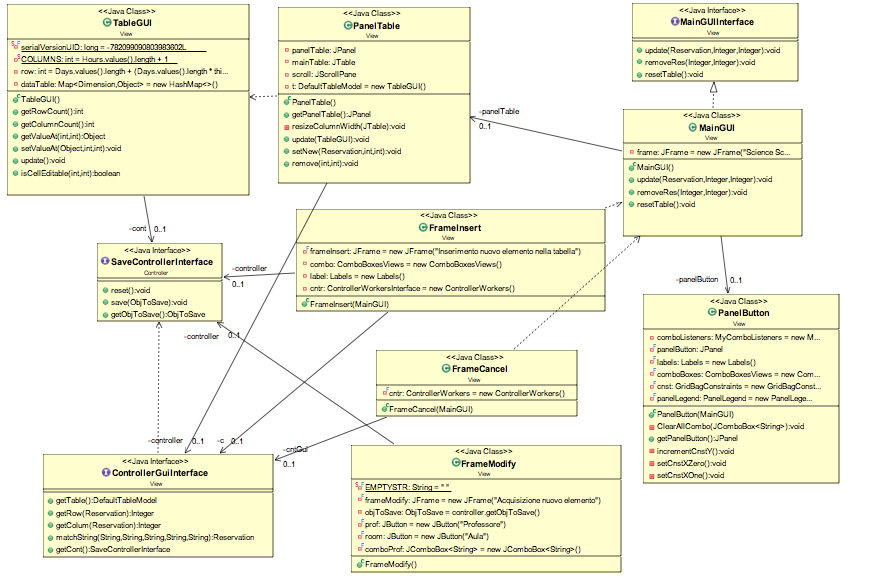 <<Java Class>>
TableGUI
View
serialVersionUID: long = -782099090803983602L
COLUMNS: int = Hours.values().length + 1
row: int = Days.values().length + (Days.values().length * thi...
dataTable: Map<Dimension,Object> = new HashMap<>()
TableGUI()
getRowCount():int
getColumnCount():int
getValueAt(int,int):Object
setValueAt(Object,int,int):void
update():void
isCellEditable(int,int):boolean
<<Java Class>>
PanelTable
View
panelTable: JPanel
mainTable: JTable
scroll: JScrollPane
t: DefaultTableModel = new TableGUI()
PanelTable()
getPanelTable():JPanel
resizeColumnWidth(JTable):void
update(TableGUI):void
setNew(Reservation,int,int):void
remove(int,int):void
<<Java Interface>>
MainGUIInterface
View
update(Reservation,Integer,Integer):void
removeRes(Integer,Integer):void
resetTable():void
-panelTable
0..1
<<Java Class>>
MainGUI
View
frame: JFrame = new JFrame("Science Sc...
MainGUI()
update(Reservation,Integer,Integer):void
removeRes(Integer,Integer):void
resetTable():void
-cont 0..1
<<Java Interface>>
SaveControllerInterface
Controller
reset():void
save(ObjToSave):void
getObjToSave():ObjToSave
-controller
0..1
<<Java Class>>
FrameInsert
View
frameInsert: JFrame = new JFrame("Inserimento nuovo elemento nella tabella")
combo: ComboBoxesViews = new ComboBoxesViews()
label: Labels = new Labels()
cntr: ControllerWorkersInterface = new ControllerWorkers()
FrameInsert(MainGUI)
-panelButton 0..1
<<Java Class>>
PanelButton
View
comboListeners: MyComboListeners = new M...
panelButton: JPanel
labels: Labels = new Labels()
comboBoxes: ComboBoxesViews = new Com...
cnst: GridBagConstraints = new GridBagConst...
panelLegend: PanelLegend = new PanelLege...
PanelButton(MainGUI)
ClearAllCombo(JComboBox<String>):void
getPanelButton():JPanel
incrementCnstY():void
setCnstXZero():void
setCnstXOne():void
-controller 0..1
<<Java Class>>
FrameCancel
View
cntr: ControllerWorkers = new ControllerWorkers()
FrameCancel(MainGUI)
-controller 0..1
-c 0..1
-cntGui
0..1
<<Java Interface>>
ControllerGuiInterface
View
getTable():DefaultTableModel
getRow(Reservation):Integer
getColum(Reservation):Integer
matchString(String,String,String,String,String):Reservation
getCont():SaveControllerInterface
<<Java Class>>
FrameModify
View
EMPTYSTR: String = " "
frameModify: JFrame = new JFrame("Acquisizione nuovo elemento")
objToSave: ObjToSave = controller.getObjToSave()
prof: JButton = new JButton("Professore")
room: JButton = new JButton("Aula")
comboProf: JComboBox<String> = new JComboBox<String>()
FrameModify()